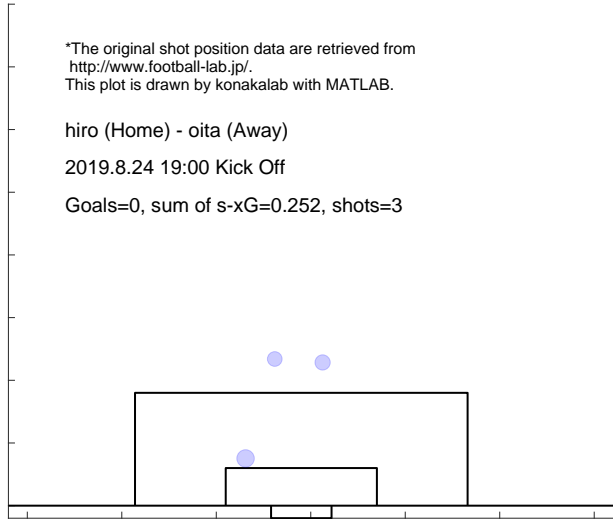 *The original shot position data are retrieved from
http://www.football-lab.jp/.
This plot is drawn by konakalab with MATLAB.
hiro (Home) - oita (Away)
2019.8.24 19:00 Kick Off
Goals=0, sum of s-xG=0.252, shots=3